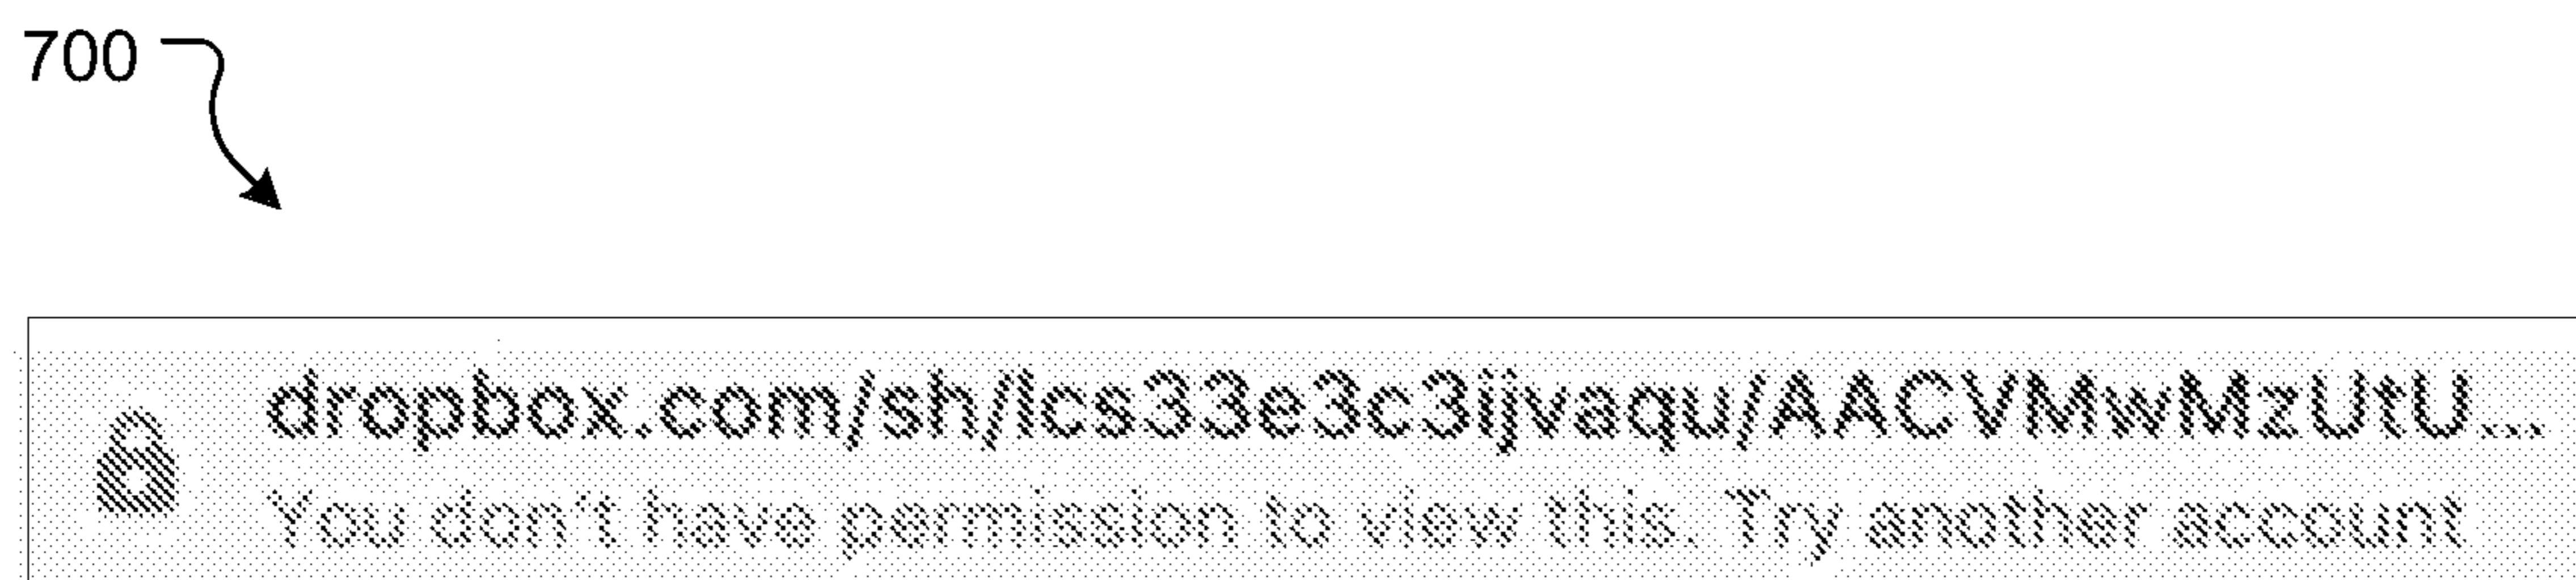 700
dropbox.com/sh/lcs33e3c3ijvaqu/AACVMwMzUtU...
You don't have permission to view this. Try another account